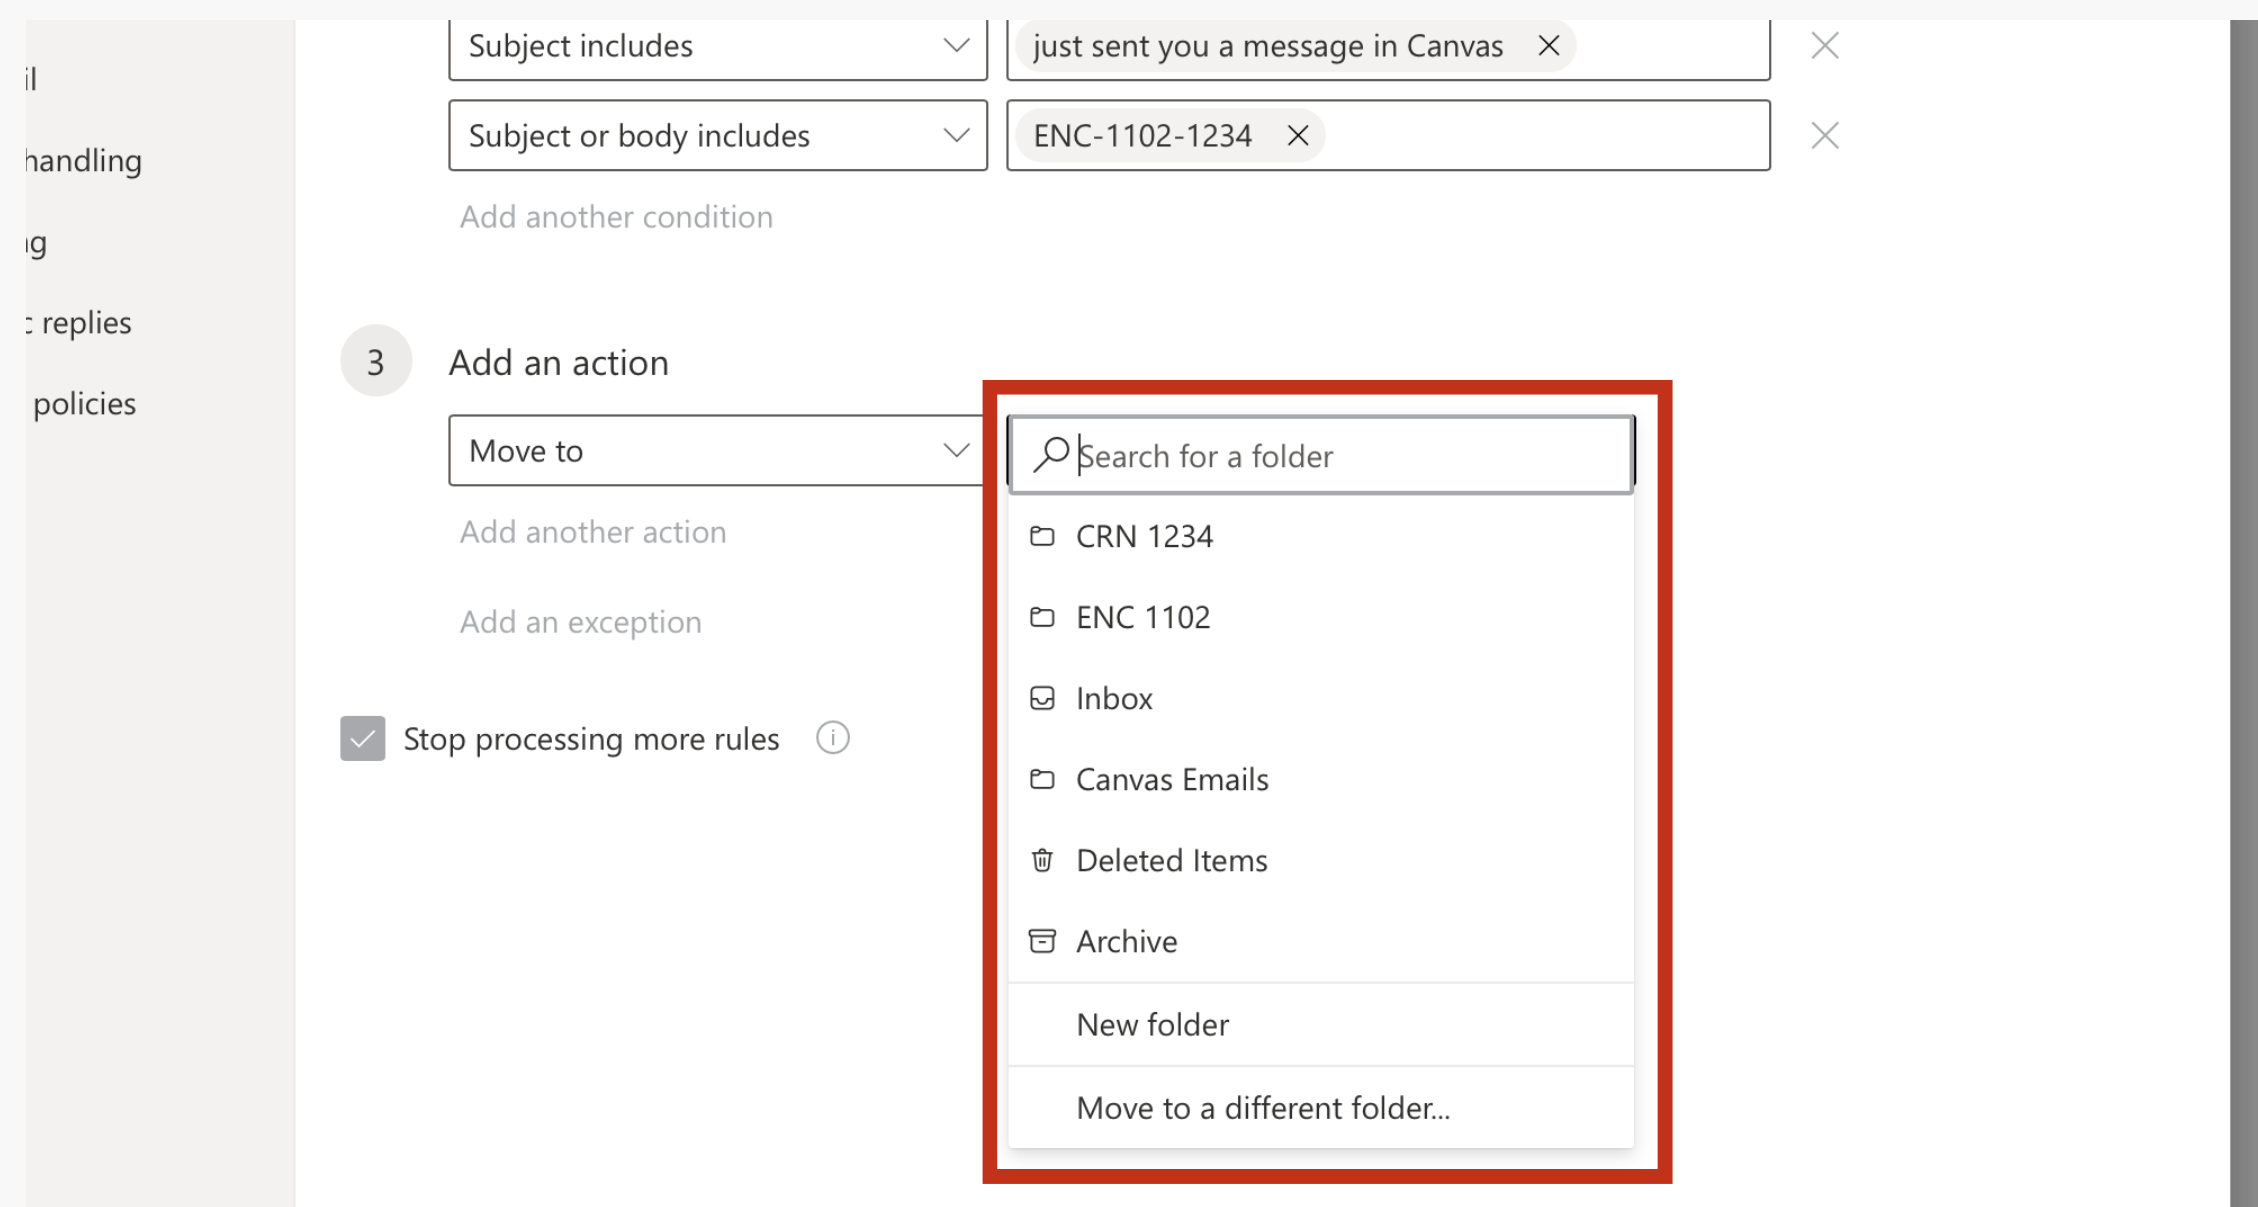 Subject includes
just sent you a message in Canvas
il
Subject or body includes
ENC-1102-1234
handling
Add another condition
g
c replies
3
Add an action
policies
Move to
Search for a folder
Add another action
CRN 1234
Add an exception
ENC 1102
Inbox
Stop processing more rules
Canvas Emails
Deleted Items
Archive
New folder
Move to a different folder...